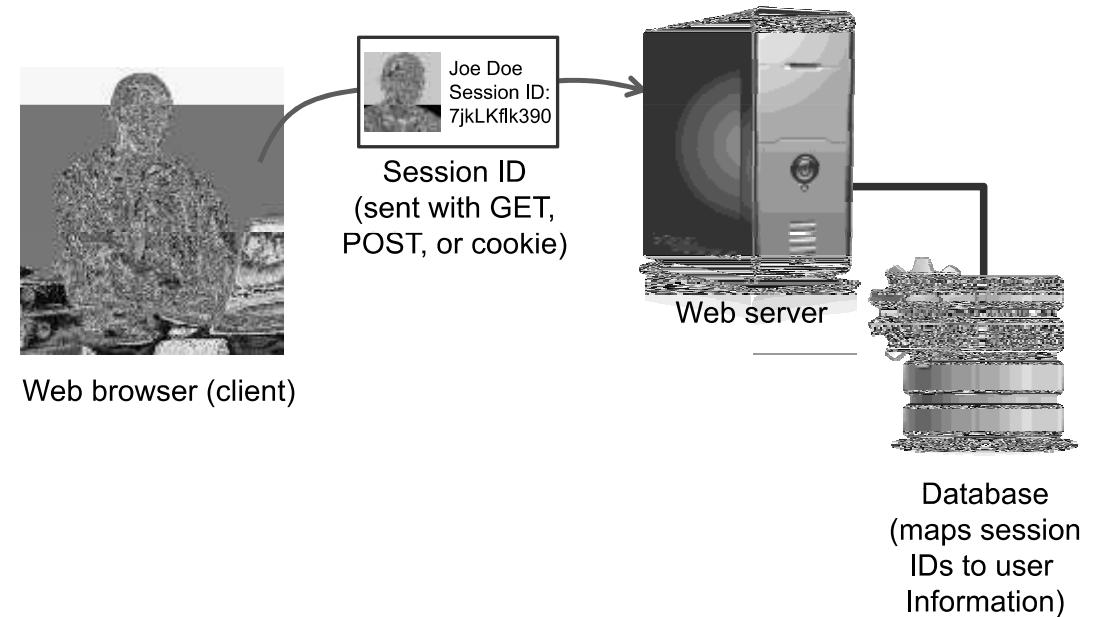 Joe Doe
Session ID:
7jkLKflk390
Session ID
(sent with GET,
POST, or cookie)
Web server
Web browser (client)
Database
(maps session
IDs to user
Information)